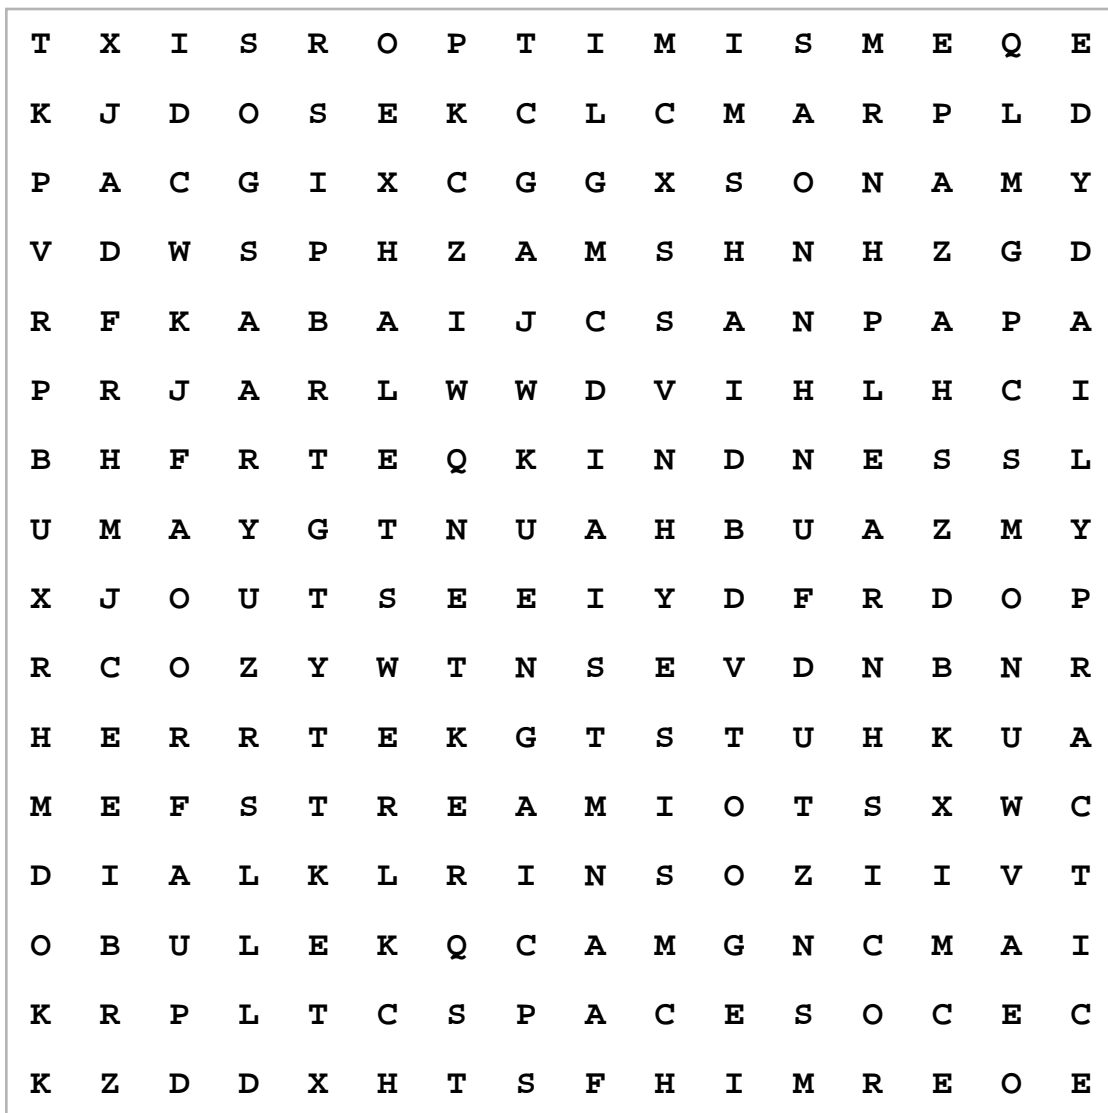 T X I S R O P T I M I S M E Q E
K J D O S E K C L C M A R P L D
P A C G I X C G G X S O N A M Y
V D W S P H Z A M S H N H Z G D
R F K A B A I J C S A N P A P A
P R J A R L W W D V I H L H C I
B H F R T E Q K I N D N E S S L
U M A Y G T N U A H B U A Z M Y
X J O U T S E E I Y D F R D O P
R C O Z Y W T N S E V D N B N R
H E R R T E K G T S T U H K U A
M E F S T R E A M I O T S X W C
D I A L K L R I N S O Z I I V T
O B U L E K Q C A M G N C M A I
K R P L T C S P A C E S O C E C
K Z D D X H T S F H I M R E O E